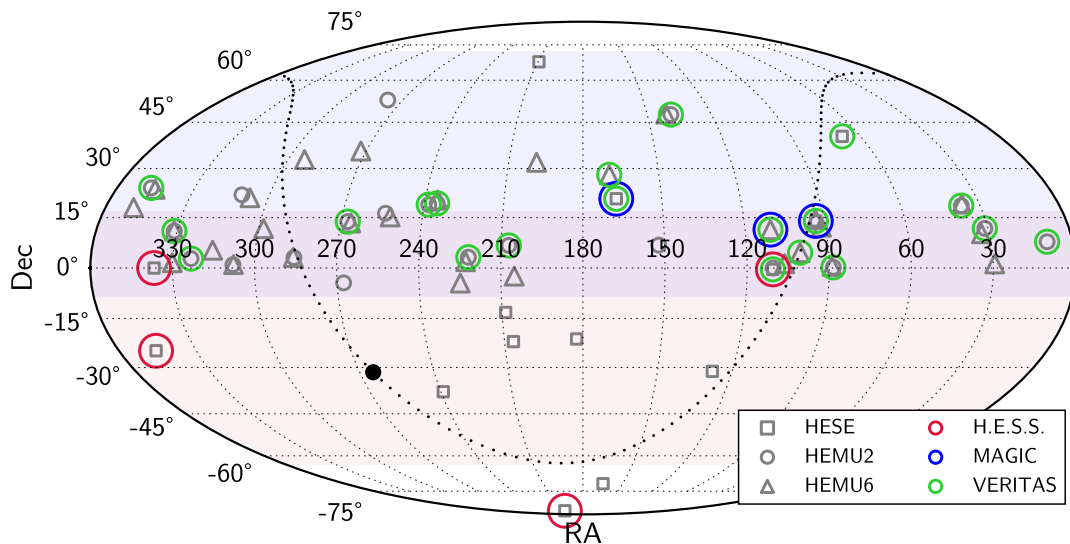 75°
60°
45°
30°
15°
0°
-15°
-30°
-45°
-60°
-75°
Dec
330 300 270 240 210 180 150 120 90 60 30
RA
HESE H.E.S.S.
HEMU2 MAGIC
HEMU6 VERITAS